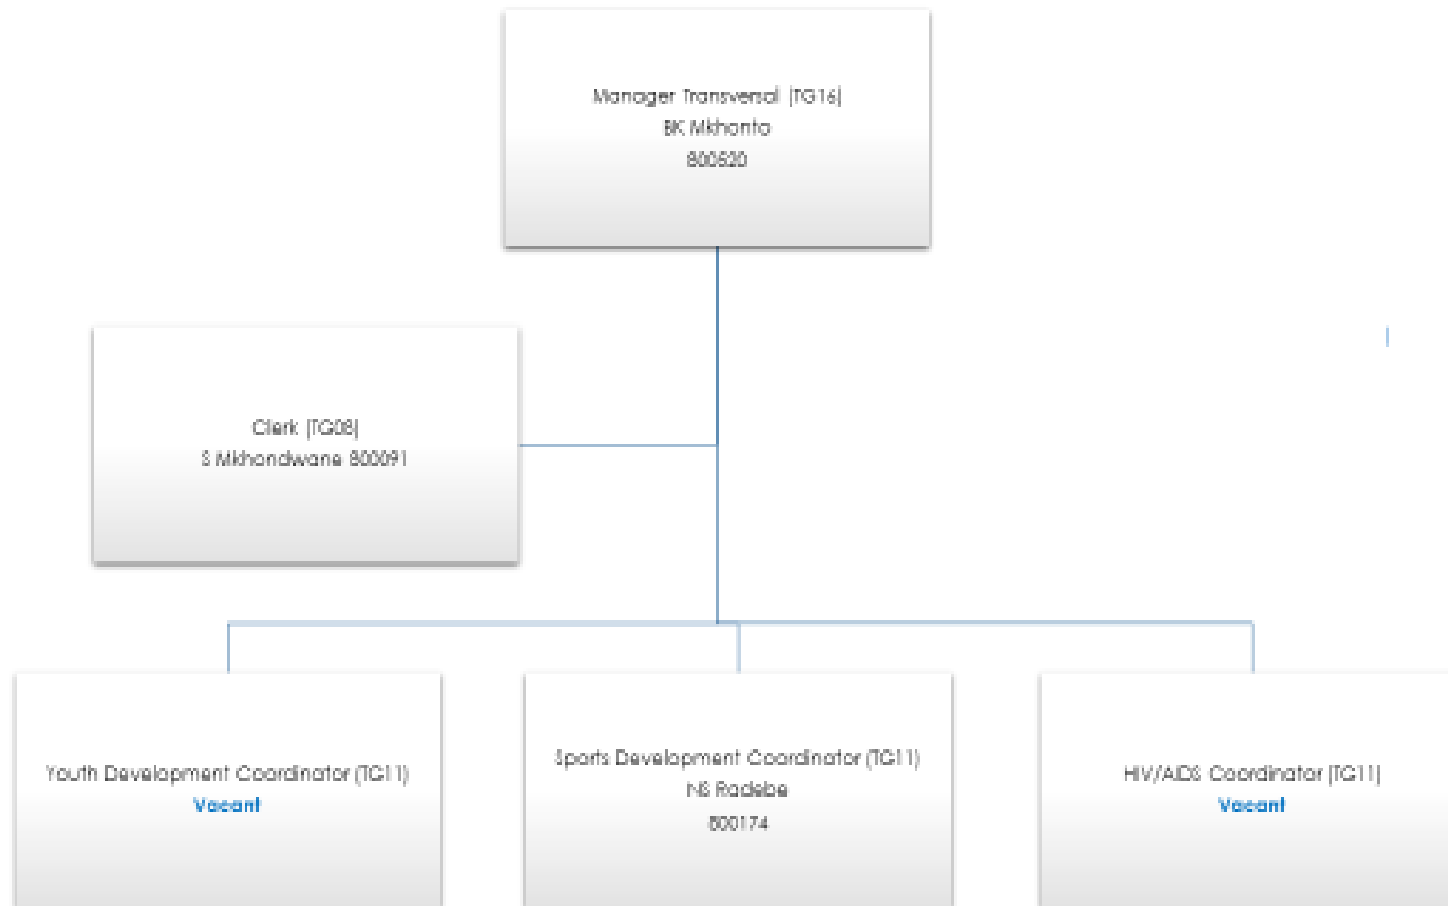 Manager Transversal (TG16)
BK Mkhonto
800520
Clerk (TG08)
S Mkhondwane 800091
Youth Development Coordinator (TG11)
Vacant
Sports Development Coordinator (TG11)
NS Radebe
800174
HIV/AIDS Coordinator (TG11)
Vacant